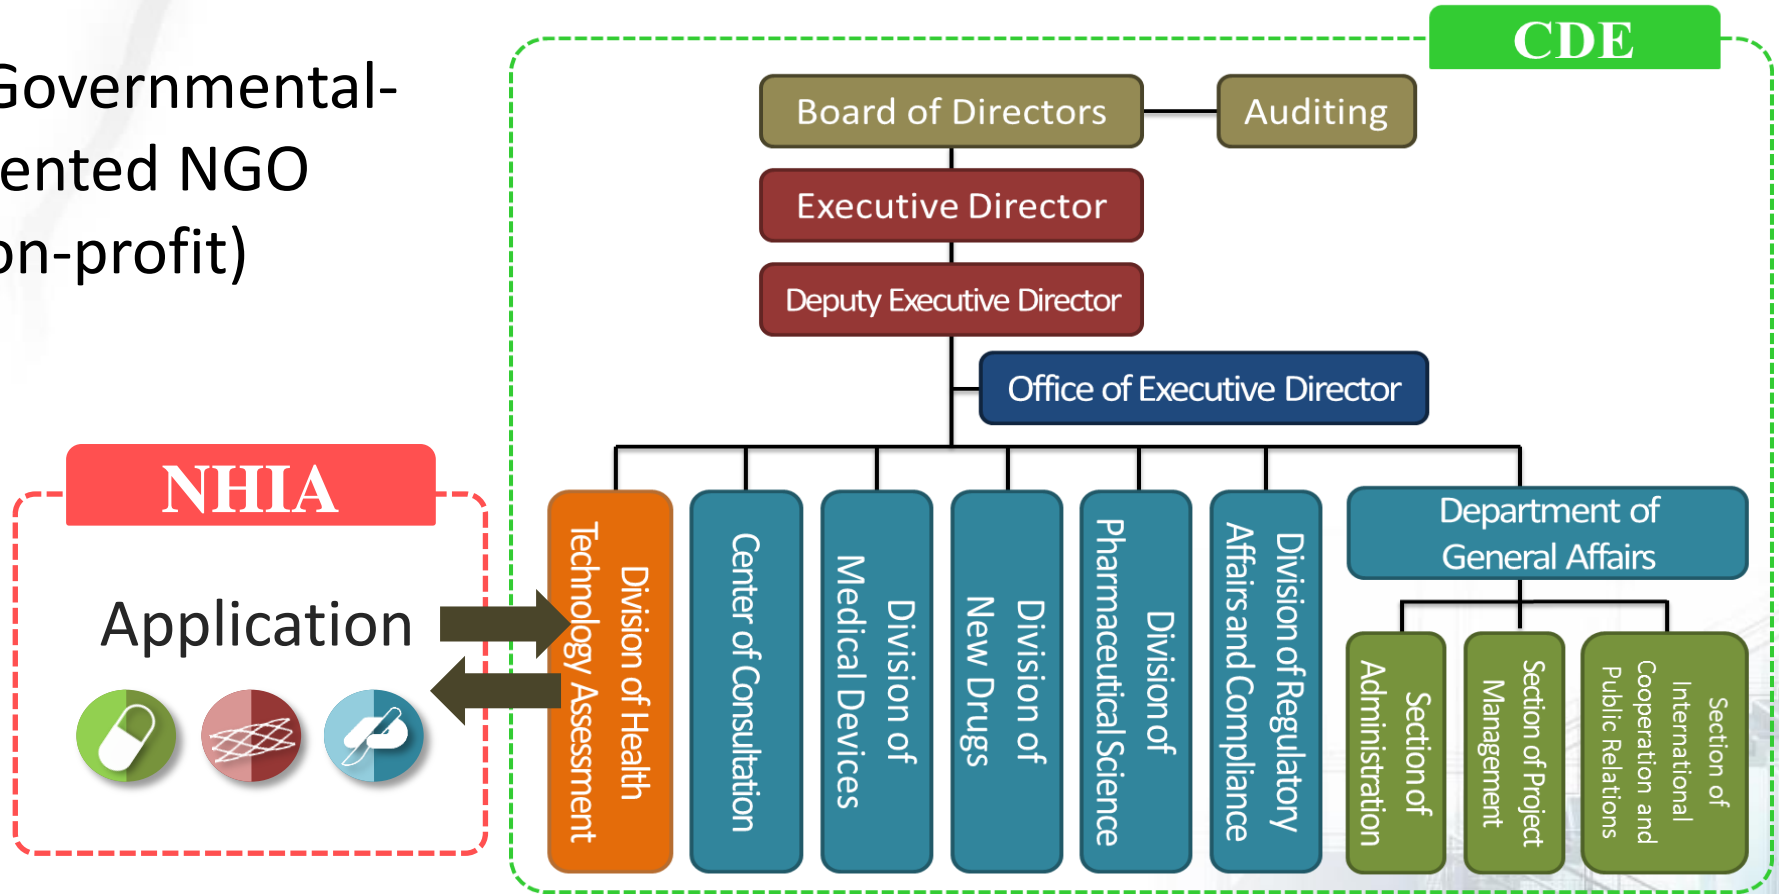 Governmental-
ented NGO
on-profit)
CDE
Board of Directors
Auditing
Executive Director
Deputy Executive Director
Office of Executive Director
NHIA
Application
Division of Health
Technology Assessment
Center of Consultation
Division of
Medical Devices
Division of
New Drugs
Division of
Pharmaceutical Science
Division of Regulatory
Affairs and Compliance
Department of
General Affairs
Section of
Administration
Section of Project
Management
Section of
International
Cooperation and
Public Relations